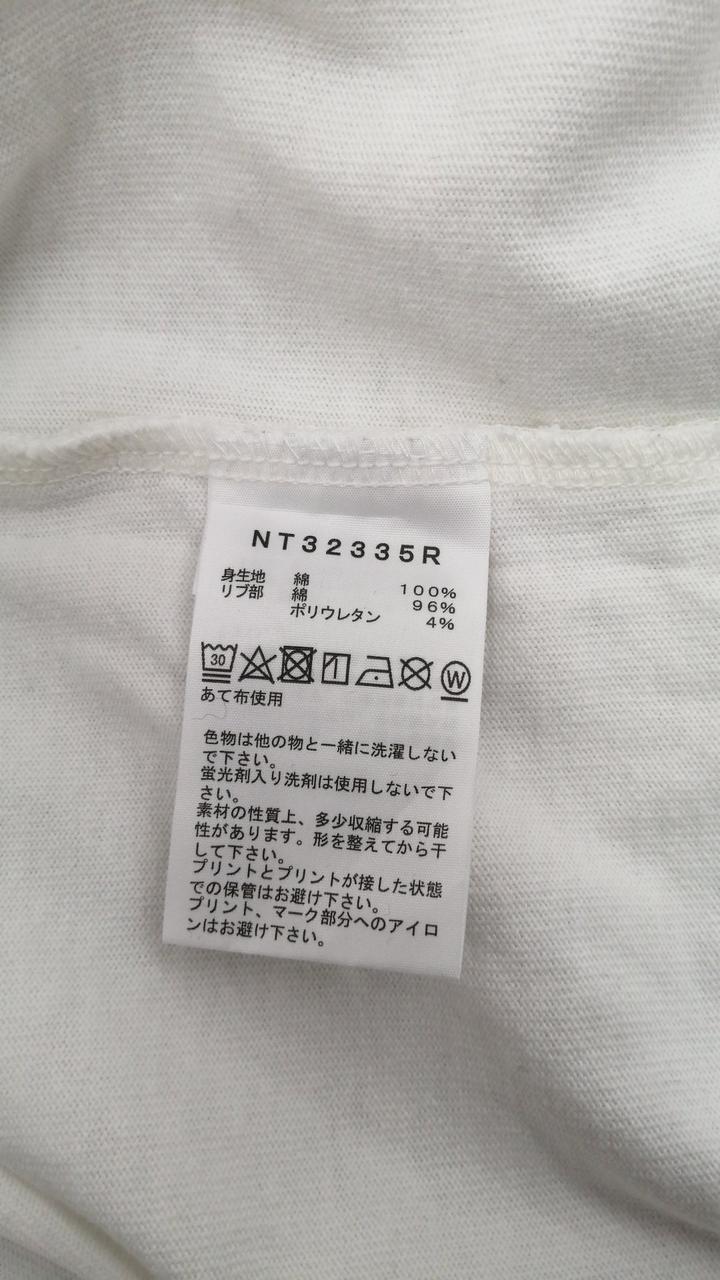 NT32335R
身生地 綿 100%
リブ部 綿 96%
ポリウレタン 4%
30 W
あて布使用
色物は他の物と一緒に洗濯しない
で下さい。
蛍光剤入り洗剤は使用しないで下
さい。
素材の性質上、多少収縮する可能
性があります。形を整えてから干
して下さい。
プリントとプリントが接した状態
での保管はお避け下さい。
プリント、マーク部分へのアイロ
ンはお避け下さい。